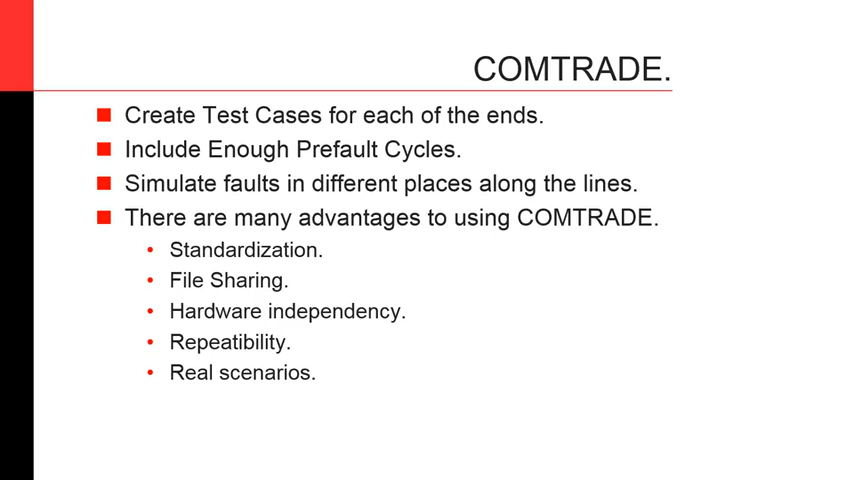 COMTRADE.
Create Test Cases for each of the ends.
Include Enough Prefault Cycles.
Simulate faults in different places along the lines.
There are many advantages to using COMTRADE.
Standardization.
File Sharing.
Hardware independency.
Repeatibility.
Real scenarios.